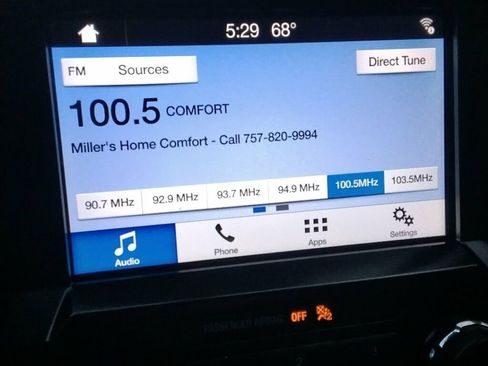 5:29 68°
FM Sources
Direct Tune
100.5 COMFORT
Miller's Home Comfort - Call 757-820-9994
90.7 MHz 92.9 MHz 93.7 MHz 94.9 MHz 100.5MHz 103.5MHz
Audio Phone Apps Settings
PASSENGER AIRBAG OFF